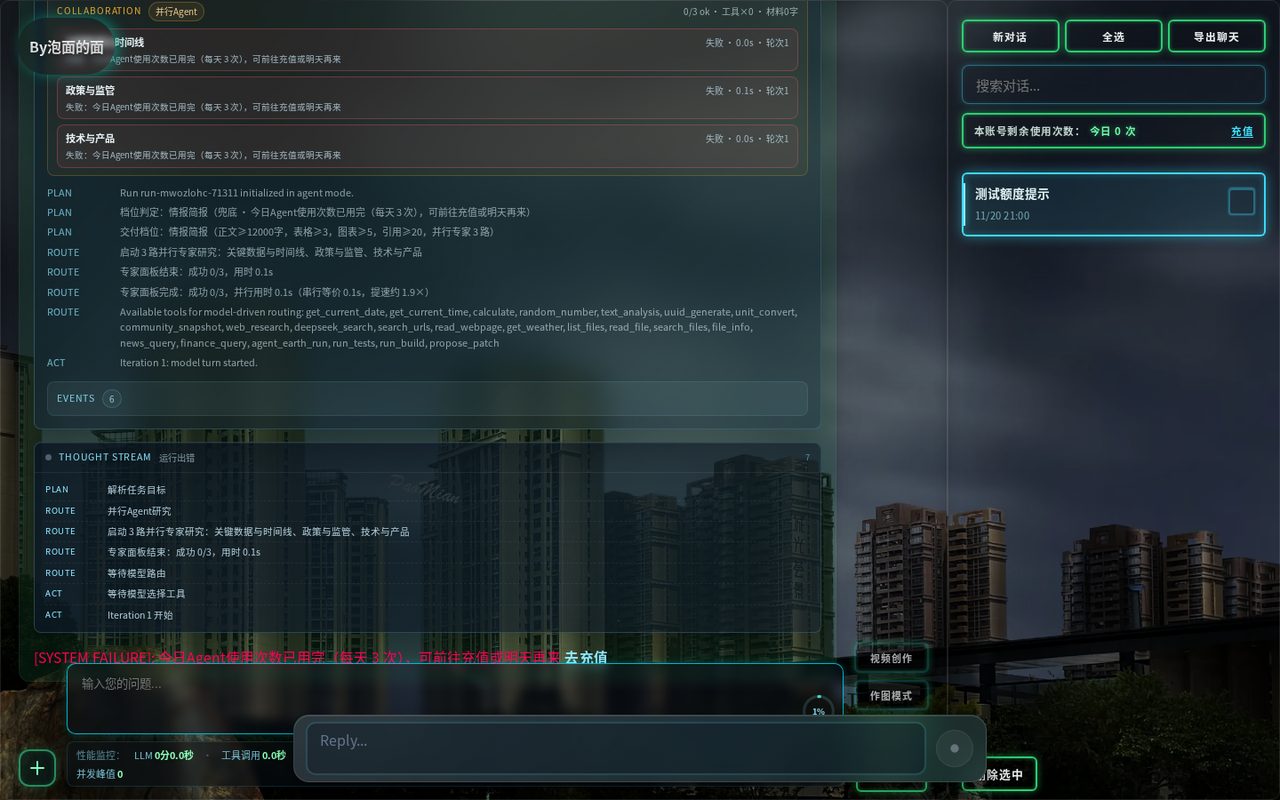 COLLABORATION 并行Agent 0/3 ok · 工具×0 · 材料0字
By泡面的面
时间线 失败 · 0.0s · 轮次1
Agent使用次数已用完（每天 3 次），可前往充值或明天再来
政策与监管 失败 · 0.1s · 轮次1
失败：今日Agent使用次数已用完（每天 3 次），可前往充值或明天再来
技术与产品 失败 · 0.0s · 轮次1
失败：今日Agent使用次数已用完（每天 3 次），可前往充值或明天再来
PLAN Run run-mwozlohc-71311 initialized in agent mode.
PLAN 档位判定：情报简报（兜底 · 今日Agent使用次数已用完（每天 3 次），可前往充值或明天再来）
PLAN 交付档位：情报简报（正文≥12000字，表格≥3，图表≥5，引用≥20，并行专家 3 路）
ROUTE 启动 3 路并行专家研究：关键数据与时间线、政策与监管、技术与产品
ROUTE 专家面板结束：成功 0/3，用时 0.1s
ROUTE 专家面板完成：成功 0/3，并行用时 0.1s（串行等价 0.1s，提速约 1.9×）
ROUTE Available tools for model-driven routing: get_current_date, get_current_time, calculate, random_number, text_analysis, uuid_generate, unit_convert,
community_snapshot, web_research, deepseek_search, search_urls, read_webpage, get_weather, list_files, read_file, search_files, file_info,
news_query, finance_query, agent_earth_run, run_tests, run_build, propose_patch
ACT Iteration 1: model turn started.
EVENTS 6
THOUGHT STREAM 运行出错 7
PLAN 解析任务目标
ROUTE 并行Agent研究
ROUTE 启动 3 路并行专家研究：关键数据与时间线、政策与监管、技术与产品
ROUTE 专家面板结束：成功 0/3，用时 0.1s
ROUTE 等待模型路由
ACT 等待模型选择工具
ACT Iteration 1 开始
PaoMian
[SYSTEM FAILURE]: 今日Agent使用次数已用完（每天 3 次），可前往充值或明天再来 去充值
输入您的问题...
1%
视频创作
作图模式
Reply...
性能监控： LLM 0分0.0秒 · 工具调用 0.0秒
并发峰值 0
+
新对话 全选 导出聊天
搜索对话...
本账号剩余使用次数： 今日 0 次 充值
测试额度提示
11/20 21:00
除选中